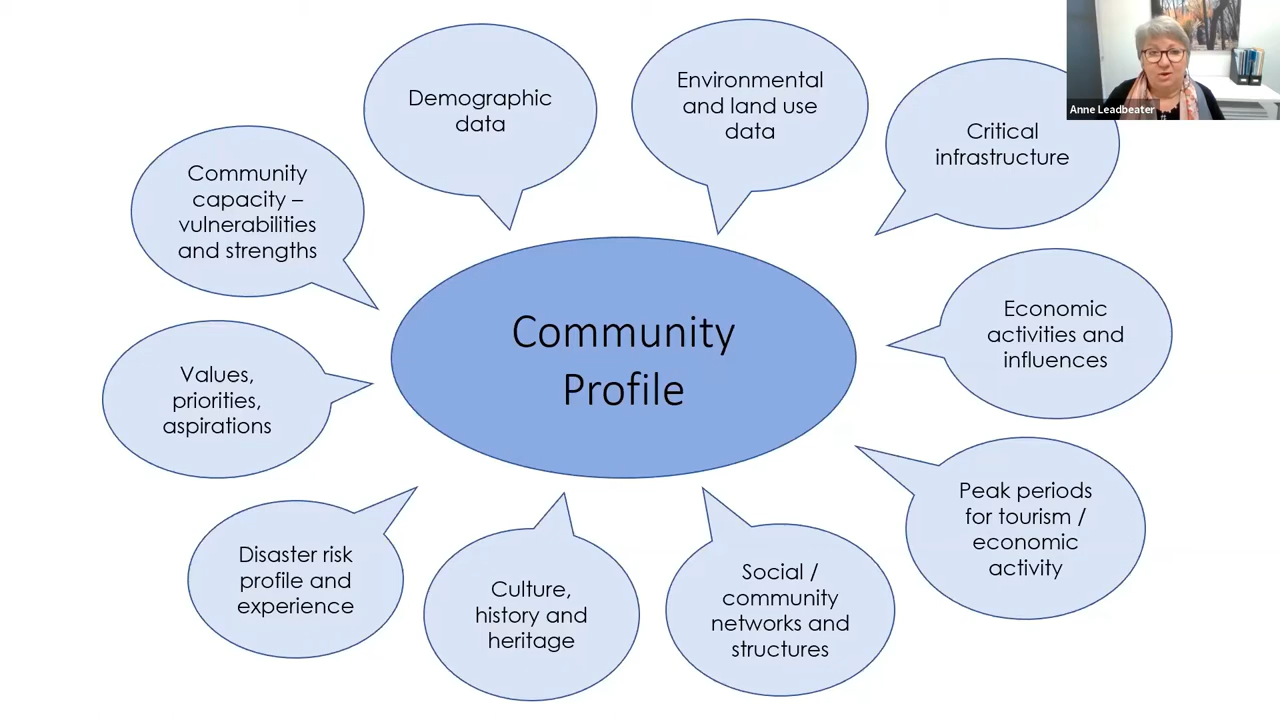 Demographic
data
Environmental
and land use
data
Critical
infrastructure
Anne Leadbeater
Community
capacity –
vulnerabilities
and strengths
Community
Profile
Economic
activities and
influences
Values,
priorities,
aspirations
Peak periods
for tourism /
economic
activity
Disaster risk
profile and
experience
Culture,
history and
heritage
Social /
community
networks and
structures